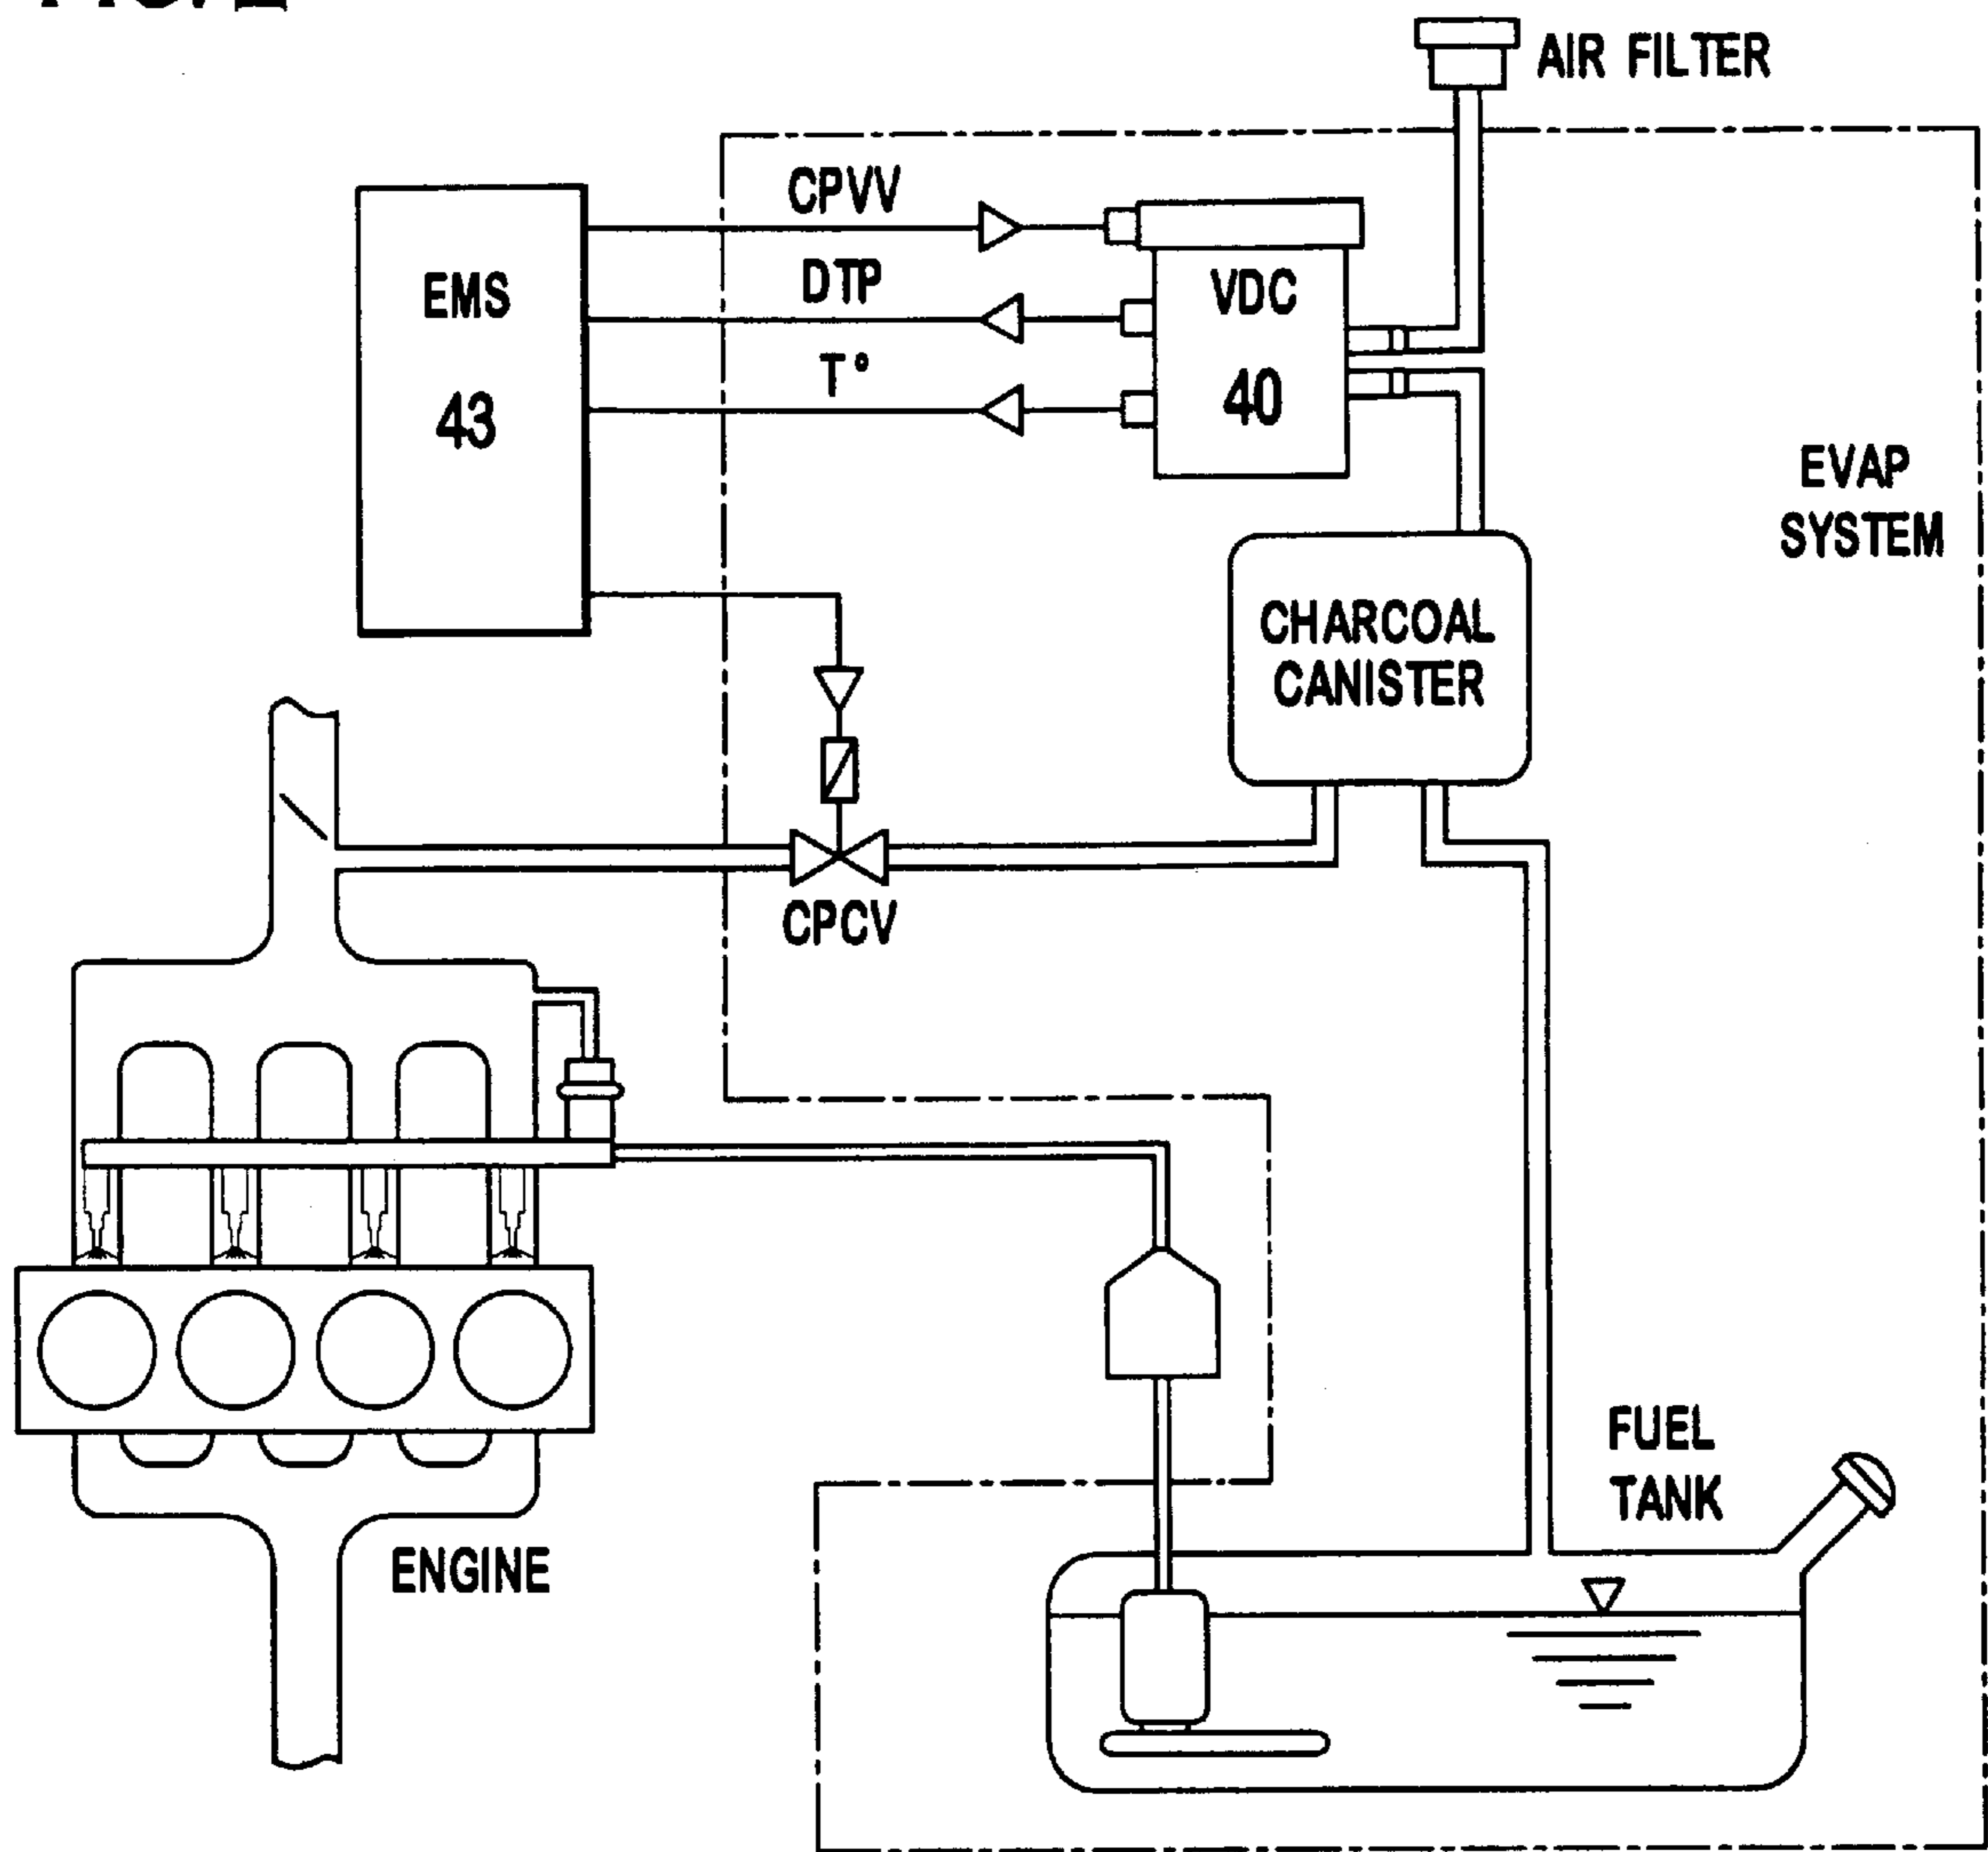 AIR FILTER
CPVV
EMS
43
DTP
T°
VDC
40
EVAP
SYSTEM
CHARCOAL
CANISTER
CPCV
FUEL
TANK
ENGINE